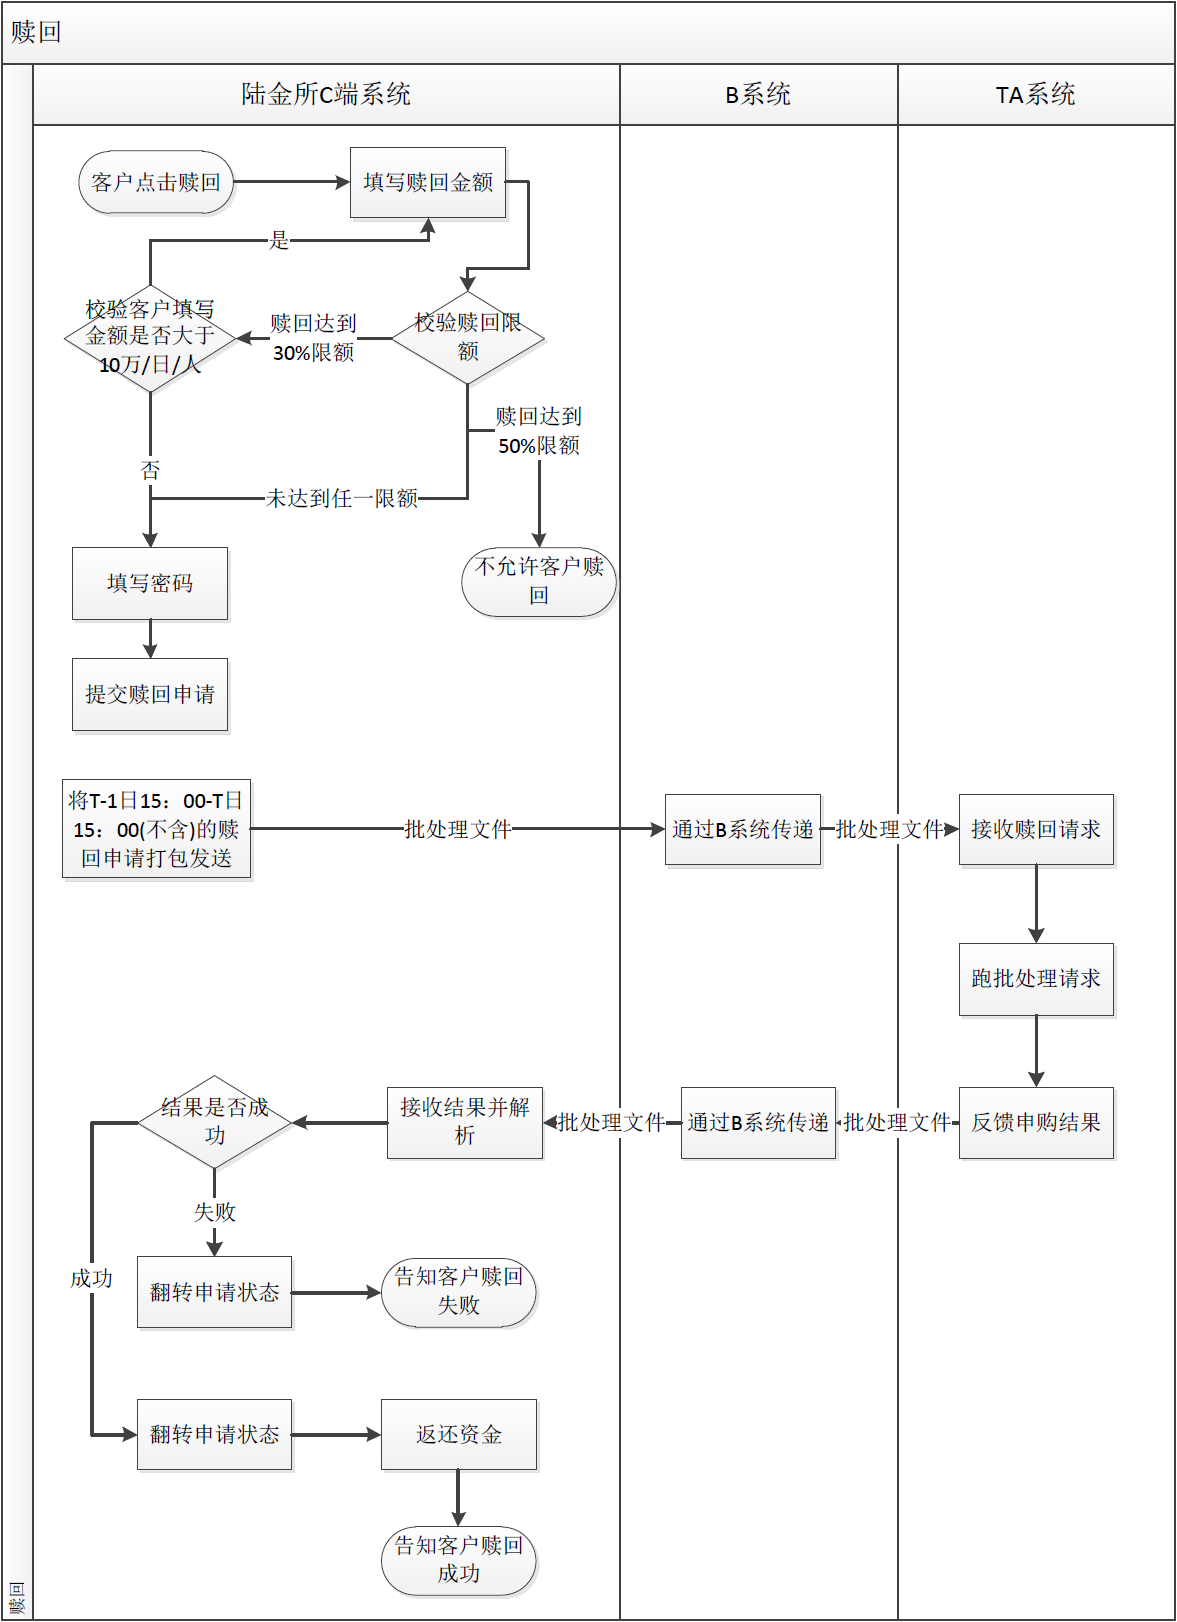 赎回
陆金所C端系统
B系统
TA系统
客户点击赎回
填写赎回金额
是
校验客户填写
金额是否大于
10万/日/人
赎回达到
30%限额
校验赎回限
额
赎回达到
50%限额
否
未达到任一限额
填写密码
不允许客户赎
回
提交赎回申请
将T-1日15：00-T日
15：00(不含)的赎
回申请打包发送
批处理文件
通过B系统传递
批处理文件
接收赎回请求
跑批处理请求
结果是否成
功
接收结果并解
析
批处理文件
通过B系统传递
批处理文件
反馈申购结果
失败
成功
翻转申请状态
告知客户赎回
失败
翻转申请状态
返还资金
告知客户赎回
成功
赎回